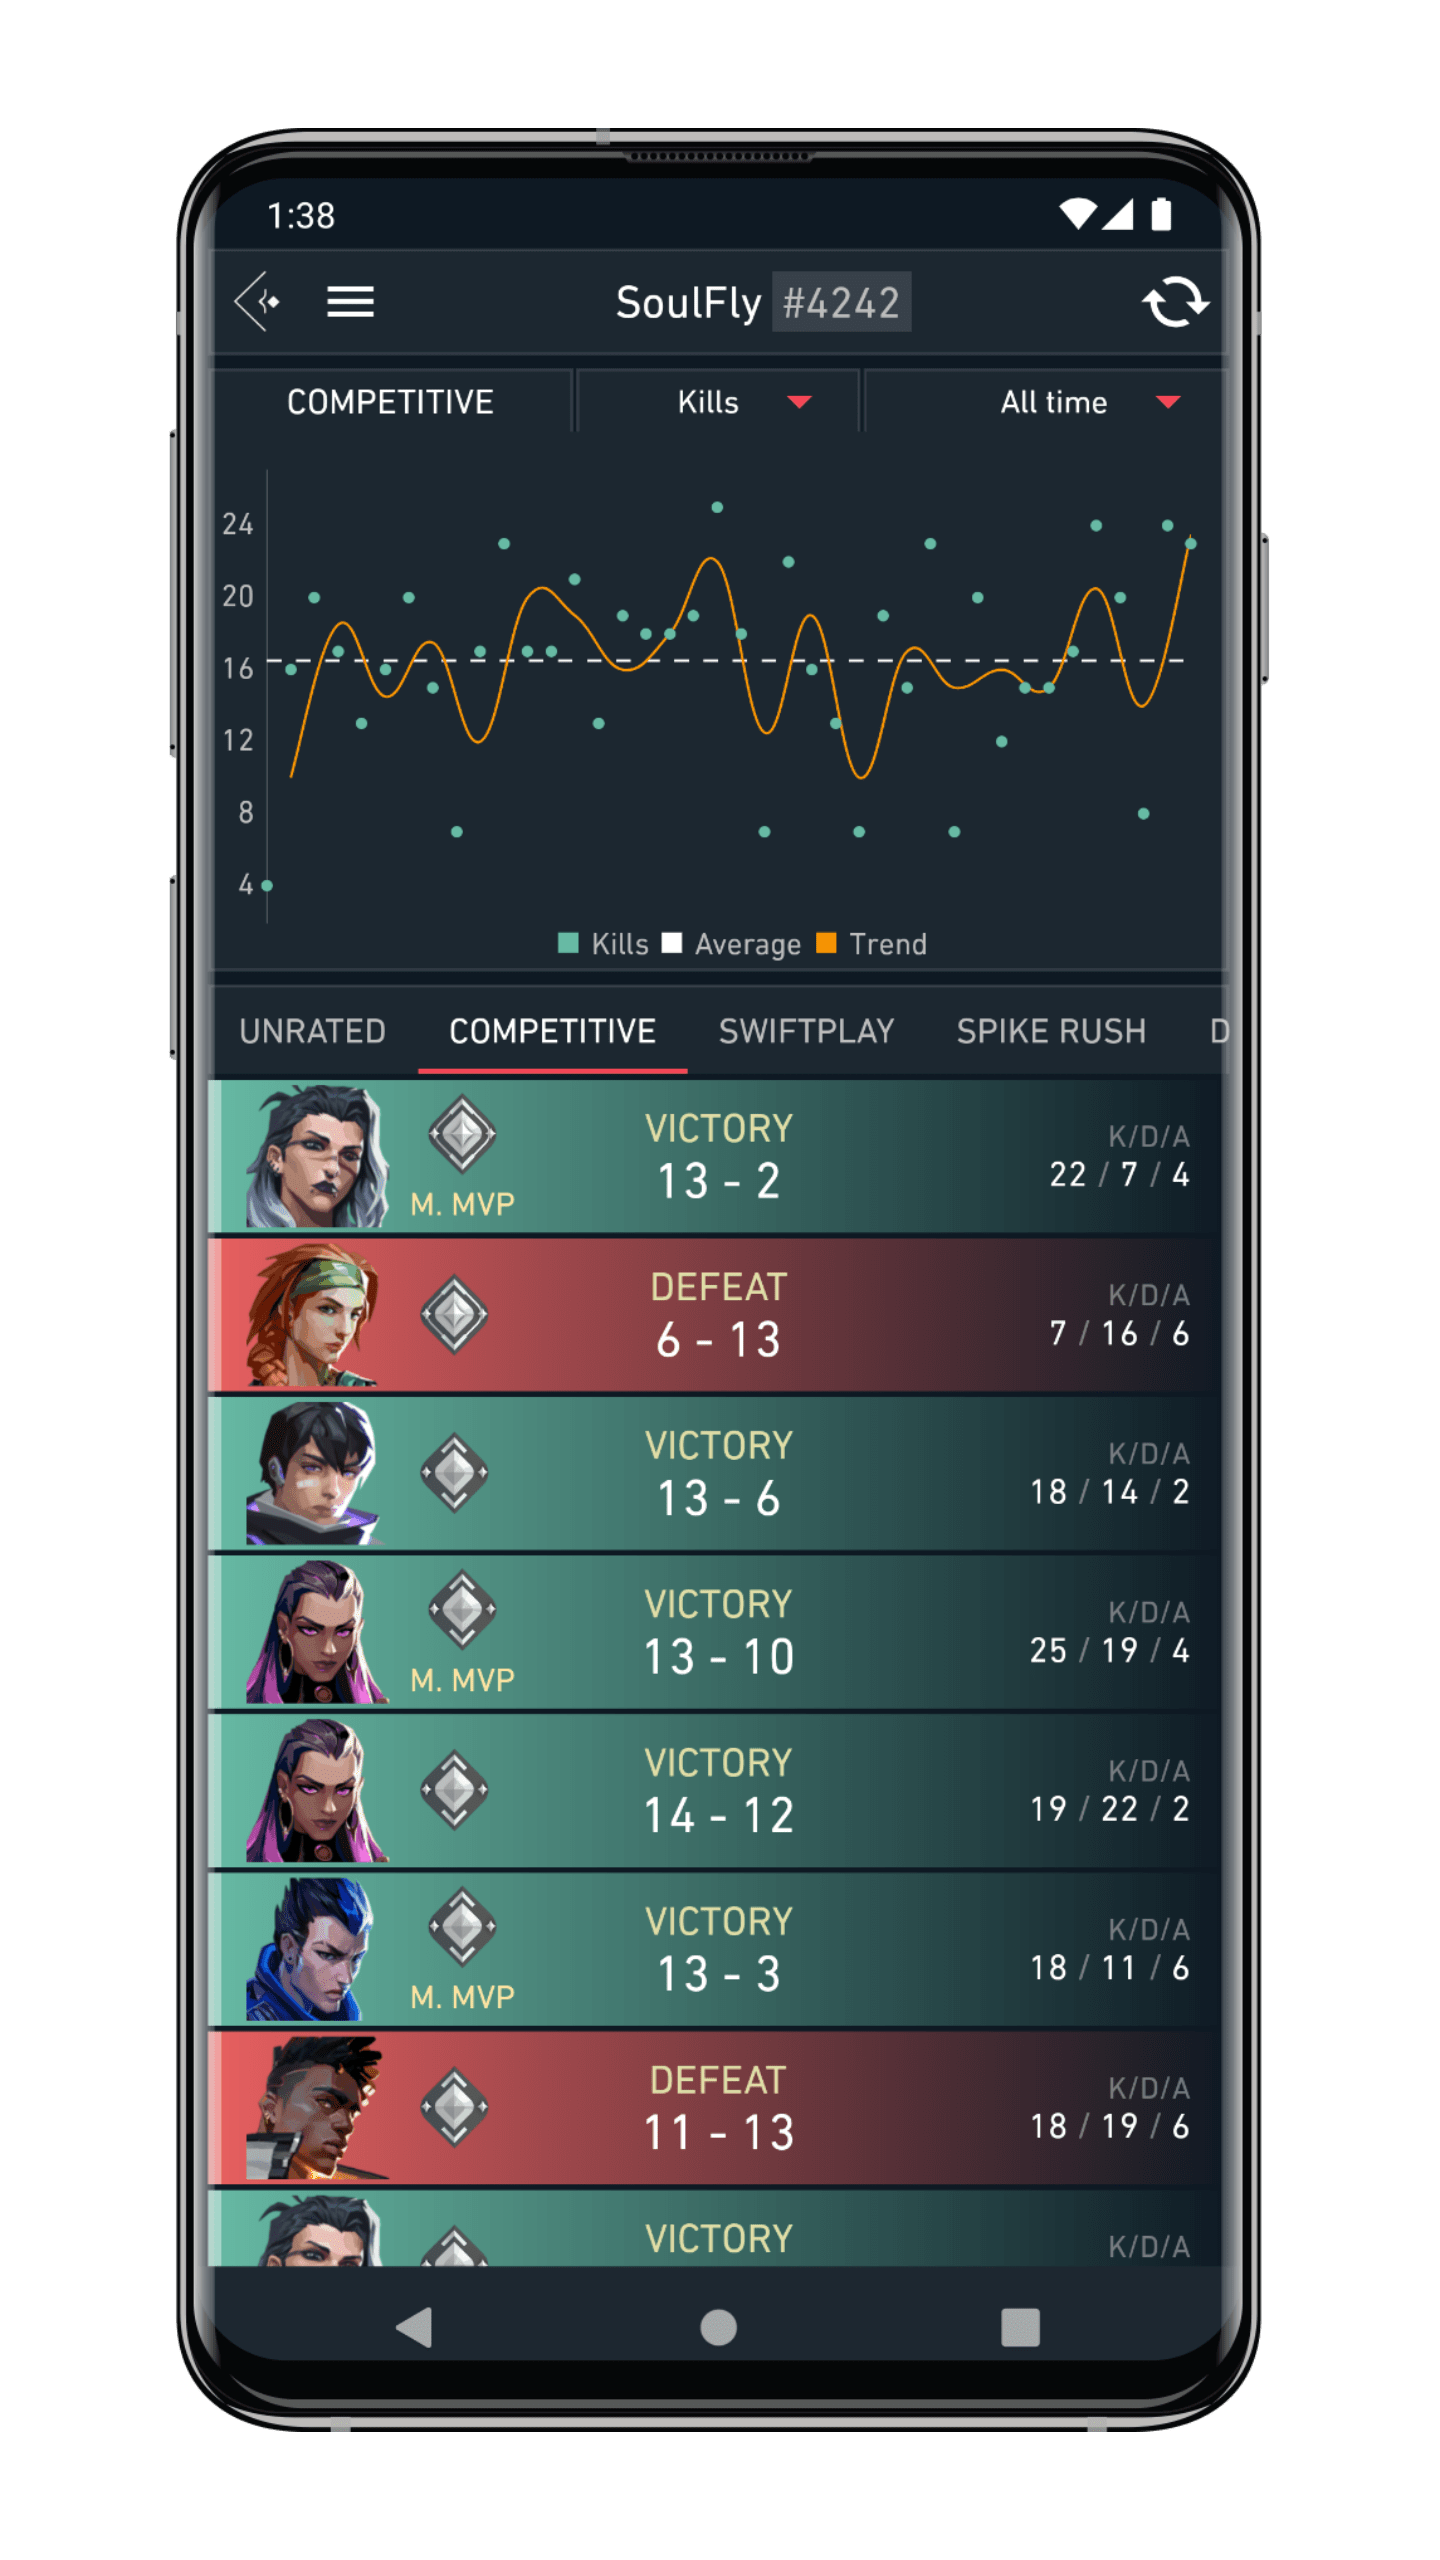 1:38
SoulFly #4242
COMPETITIVE Kills All time
24
20
16
12
8
4
Kills Average Trend
UNRATED COMPETITIVE SWIFTPLAY SPIKE RUSH D
VICTORY
K/D/A
13 - 2
22 / 7 / 4
M. MVP
DEFEAT
K/D/A
6 - 13
7 / 16 / 6
VICTORY
K/D/A
13 - 6
18 / 14 / 2
VICTORY
K/D/A
13 - 10
25 / 19 / 4
M. MVP
VICTORY
K/D/A
14 - 12
19 / 22 / 2
VICTORY
K/D/A
13 - 3
18 / 11 / 6
M. MVP
DEFEAT
K/D/A
11 - 13
18 / 19 / 6
VICTORY
K/D/A